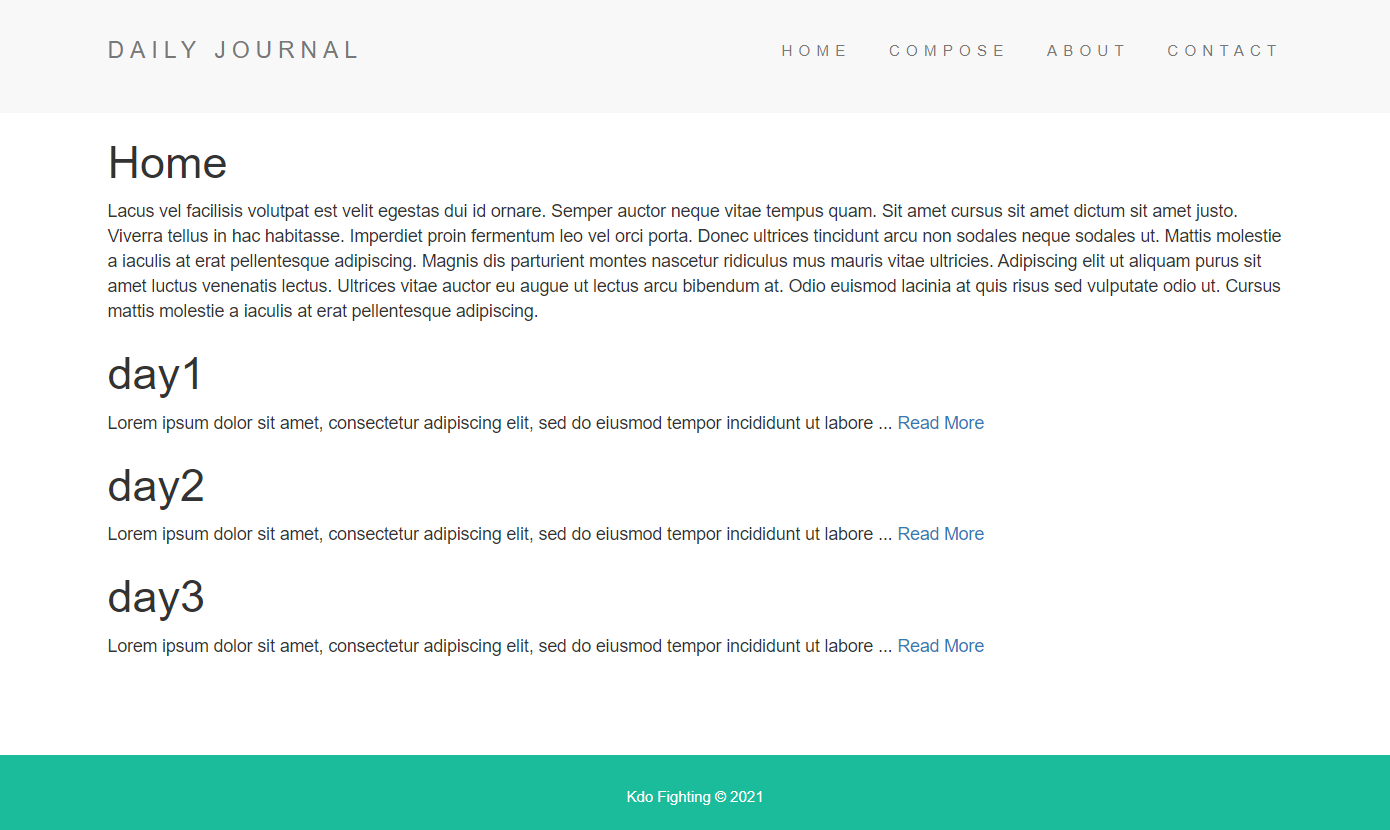 DAILY JOURNAL
HOME COMPOSE ABOUT CONTACT
Home
Lacus vel facilisis volutpat est velit egestas dui id ornare. Semper auctor neque vitae tempus quam. Sit amet cursus sit amet dictum sit amet justo.
Viverra tellus in hac habitasse. Imperdiet proin fermentum leo vel orci porta. Donec ultrices tincidunt arcu non sodales neque sodales ut. Mattis molestie
a iaculis at erat pellentesque adipiscing. Magnis dis parturient montes nascetur ridiculus mus mauris vitae ultricies. Adipiscing elit ut aliquam purus sit
amet luctus venenatis lectus. Ultrices vitae auctor eu augue ut lectus arcu bibendum at. Odio euismod lacinia at quis risus sed vulputate odio ut. Cursus
mattis molestie a iaculis at erat pellentesque adipiscing.
day1
Lorem ipsum dolor sit amet, consectetur adipiscing elit, sed do eiusmod tempor incididunt ut labore ... Read More
day2
Lorem ipsum dolor sit amet, consectetur adipiscing elit, sed do eiusmod tempor incididunt ut labore ... Read More
day3
Lorem ipsum dolor sit amet, consectetur adipiscing elit, sed do eiusmod tempor incididunt ut labore ... Read More
Kdo Fighting © 2021